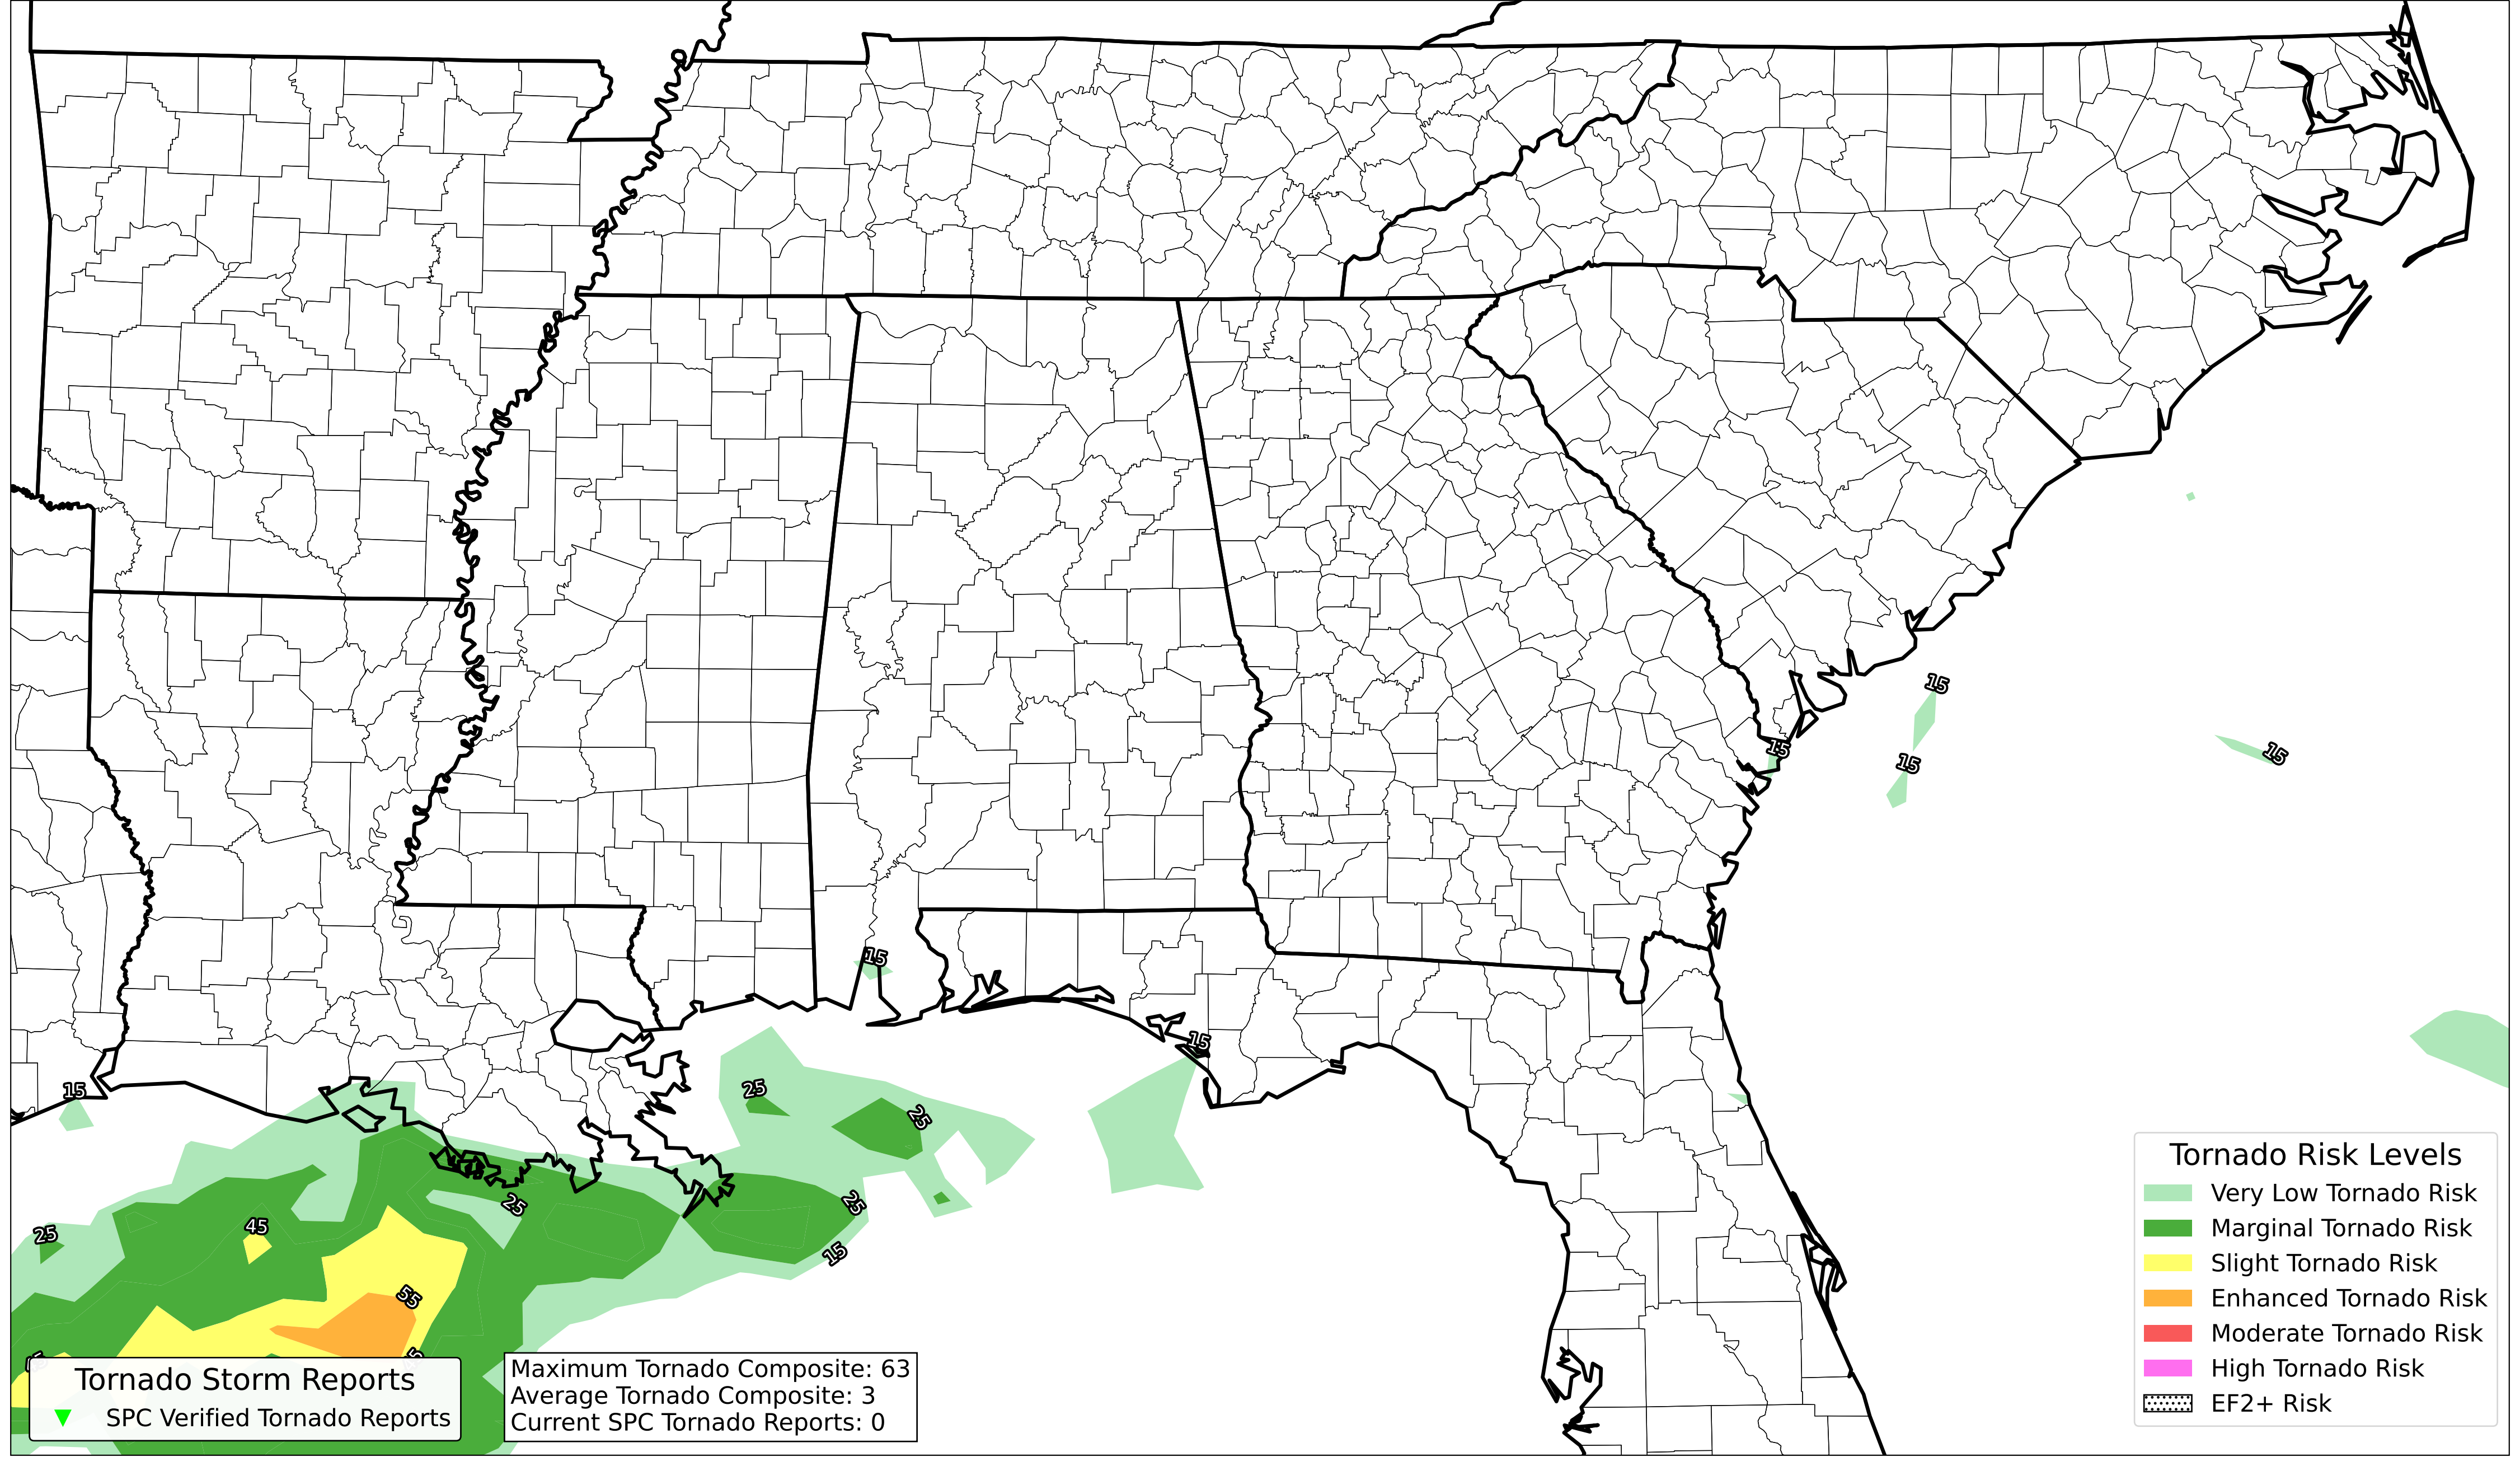 15
15
15
15
15
15
15
25
25
25
25
25
45
15
55
Tornado Risk Levels
Very Low Tornado Risk
Marginal Tornado Risk
Slight Tornado Risk
Enhanced Tornado Risk
Moderate Tornado Risk
High Tornado Risk
EF2+ Risk
Tornado Storm Reports
SPC Verified Tornado Reports
Maximum Tornado Composite: 63
Average Tornado Composite: 3
Current SPC Tornado Reports: 0